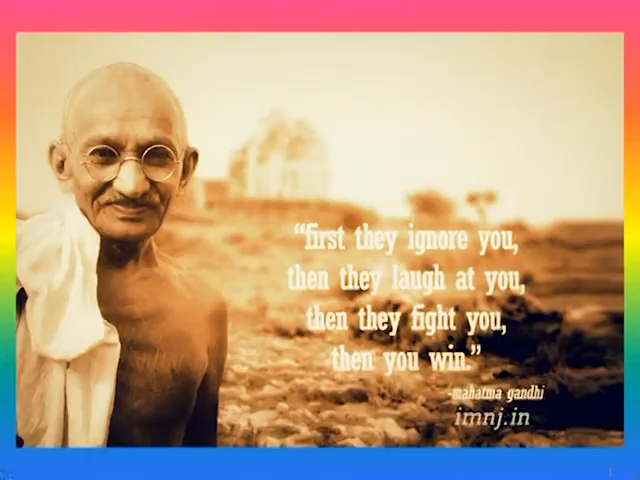 “first they ignore you,
then they laugh at you,
then they fight you,
then you win.”
-mahatma gandhi
imnj.in